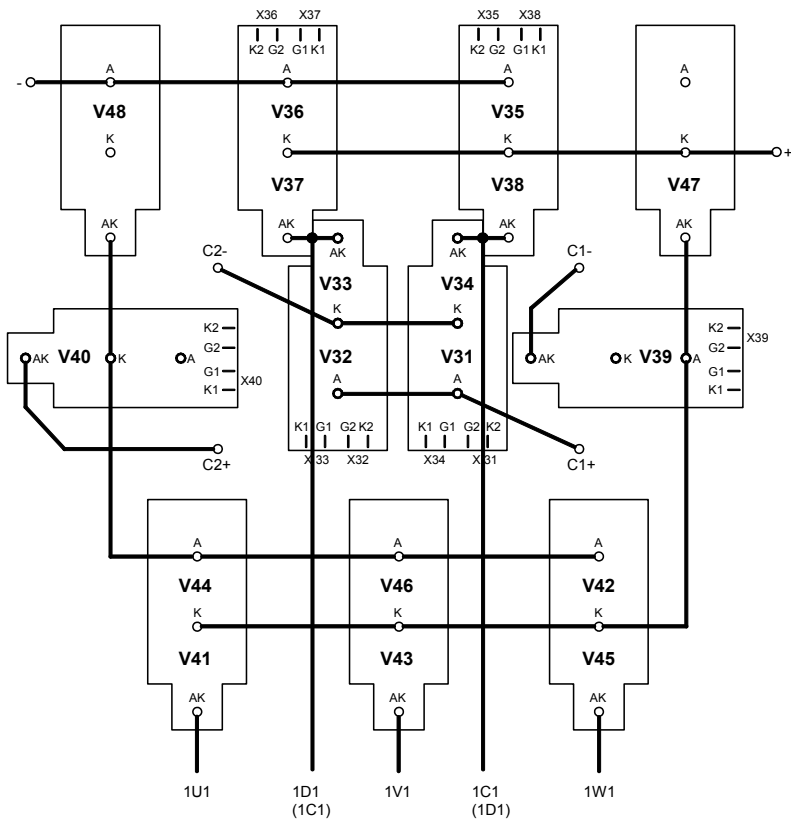 X36 X37 X35 X38
K2 G2 G1 K1 K2 G2 G1 K1
- A A A A
V48 V36 V35
K K K K +
V37 V38 V47
AK AK AK AK AK AK AK
C2- C1-
V33 V34
K K
K2 K2
G2 G2 X39
AK V40 K A V32 V31 AK K V39 A
G1 G1
K1 X40 K1
A A
K1 G1 G2 K2 K1 G1 G2 K2
X33 X32 X34 X31
C2+ C1+
A A A
V44 V46 V42
K K K
V41 V43 V45
AK AK AK
1U1 1D1 1V1 1C1 1W1
(1C1) (1D1)